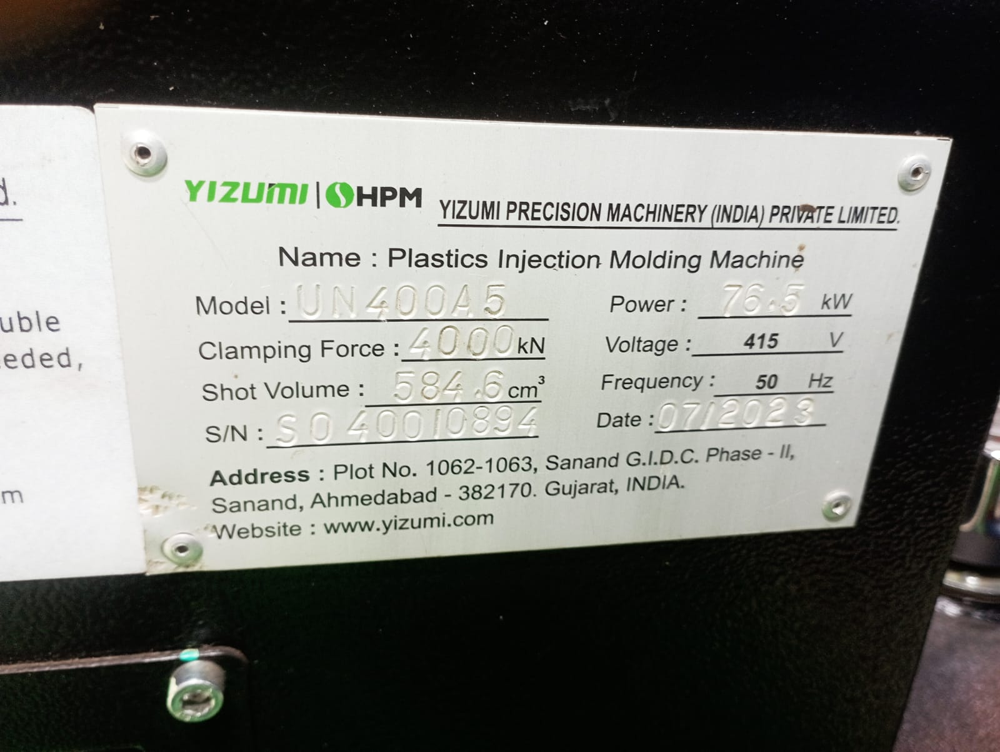 YIZUMI | HPM YIZUMI PRECISION MACHINERY (INDIA) PRIVATE LIMITED.
Name : Plastics Injection Molding Machine
Model : UN400A5
Clamping Force : 4000 kN
Shot Volume : 584.6 cm³
S/N : S040010894
Power : 76.5 kW
Voltage : 415 V
Frequency : 50 Hz
Date : 07/2023
Address : Plot No. 1062-1063, Sanand G.I.D.C. Phase - II,
Sanand, Ahmedabad - 382170. Gujarat, INDIA.
Website : www.yizumi.com
d.
uble
eded,
m